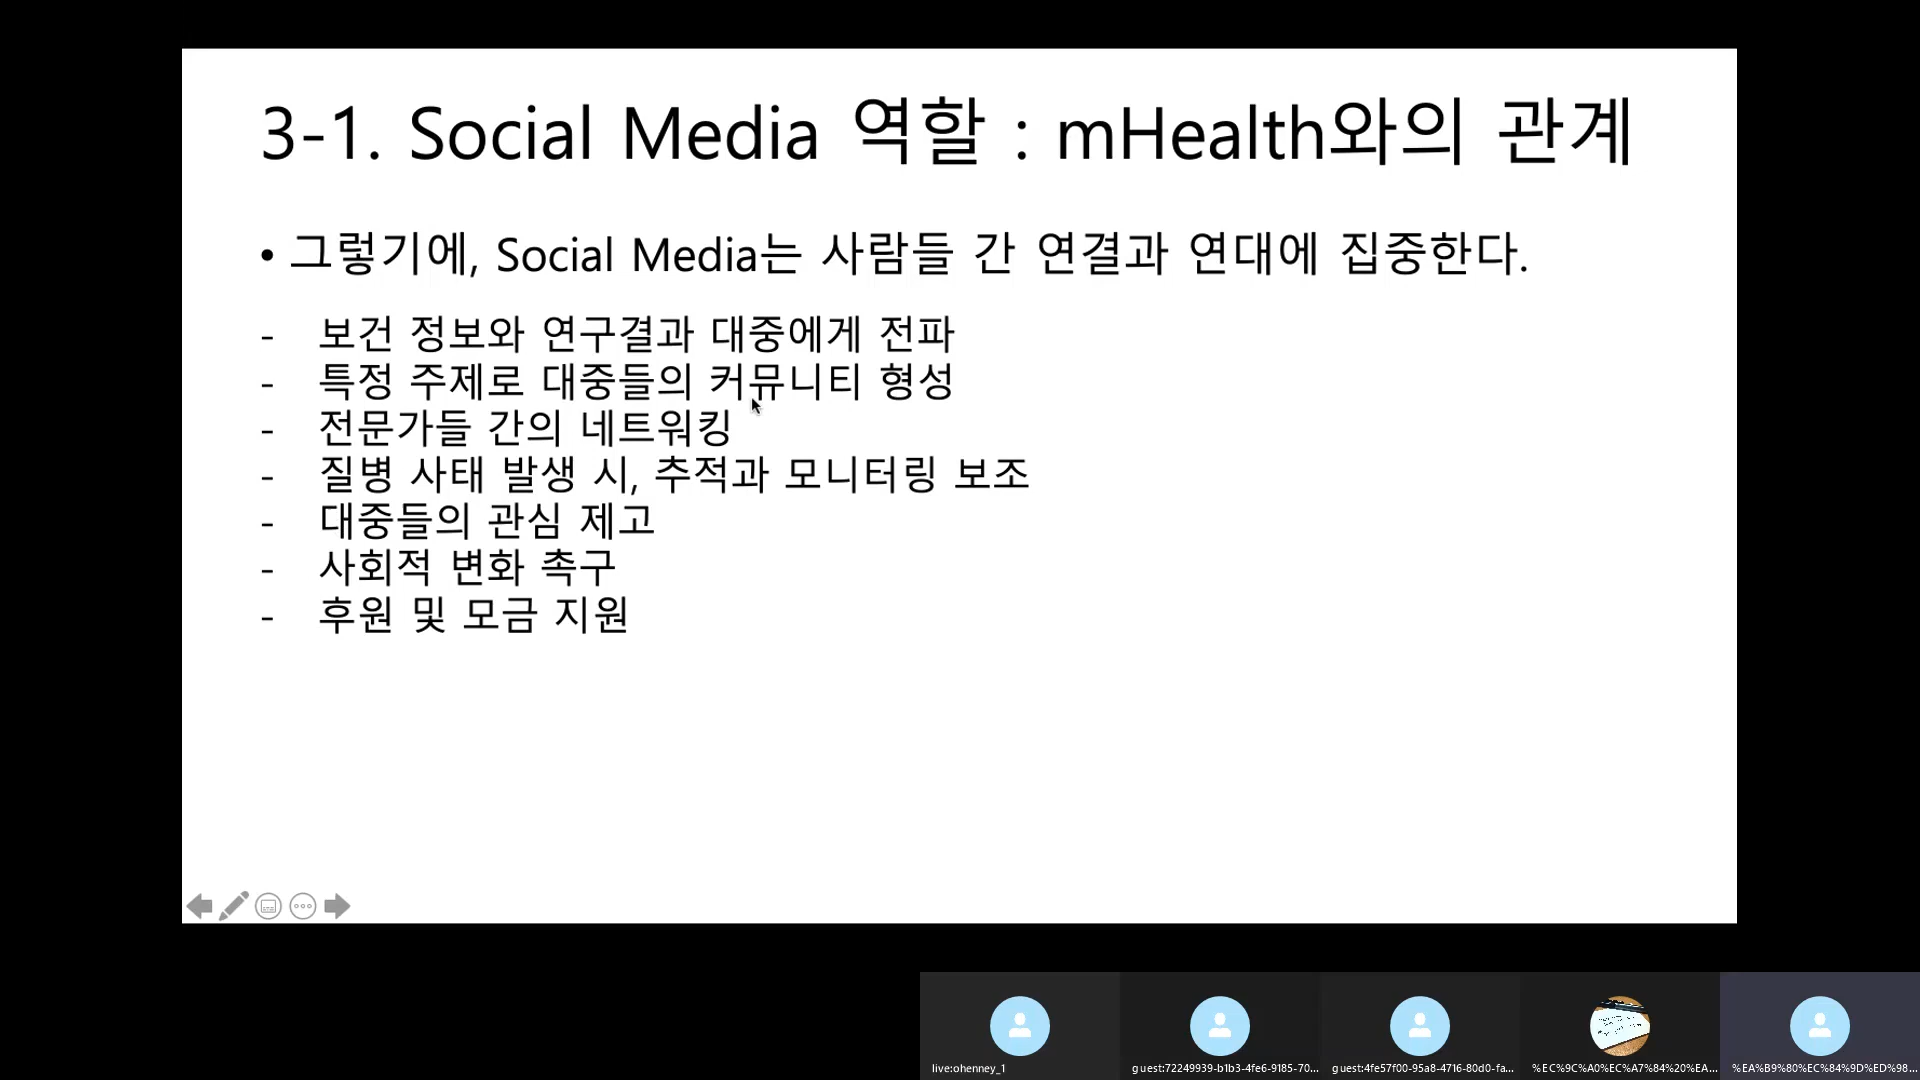 3-1. Social Media 역할 : mHealth와의 관계
• 그렇기에, Social Media는 사람들 간 연결과 연대에 집중한다.
- 보건 정보와 연구결과 대중에게 전파
- 특정 주제로 대중들의 커뮤니티 형성
- 전문가들 간의 네트워킹
- 질병 사태 발생 시, 추적과 모니터링 보조
- 대중들의 관심 제고
- 사회적 변화 촉구
- 후원 및 모금 지원
live:ohenney_1
guest:72249939-b1b3-4fe6-9185-70...
guest:4fe57f00-95a8-4716-80d0-fa...
%EC%9C%A0%EC%A7%84%20%EA...
%EA%B9%80%EC%84%9D%ED%98...